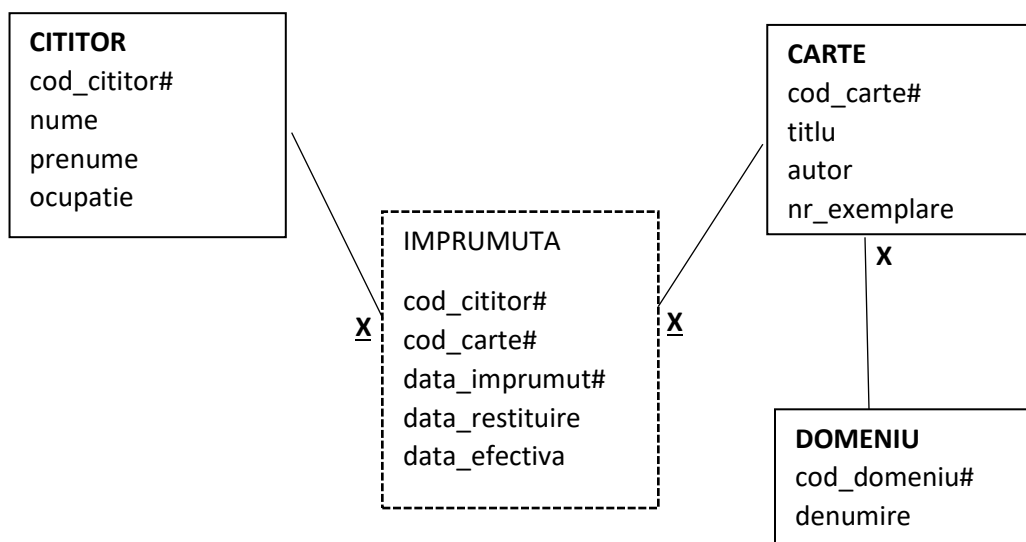 CITITOR
cod_cititor#
nume
prenume
ocupatie
CARTE
cod_carte#
titlu
autor
nr_exemplare
IMPRUMUTA
cod_cititor#
cod_carte#
data_imprumut#
data_restituire
data_efectiva
X
X
X
DOMENIU
cod_domeniu#
denumire